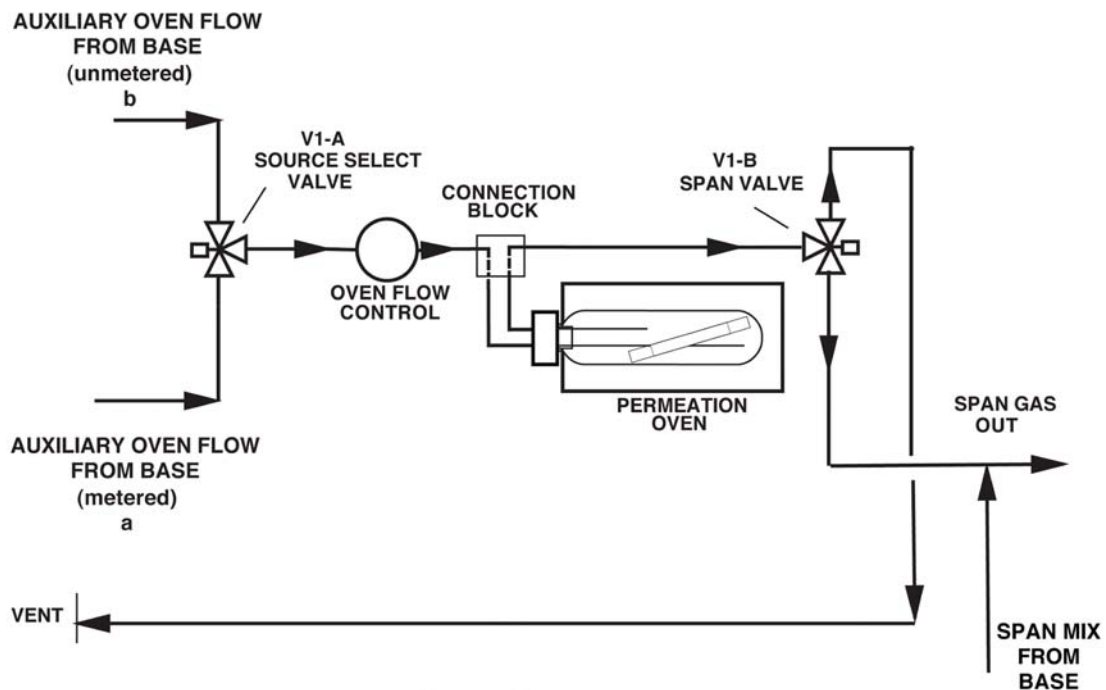 AUXILIARY OVEN FLOW
FROM BASE
(unmetered)
b
V1-A
SOURCE SELECT
VALVE
CONNECTION
BLOCK
V1-B
SPAN VALVE
OVEN FLOW
CONTROL
PERMEATION
OVEN
SPAN GAS
OUT
AUXILIARY OVEN FLOW
FROM BASE
(metered)
a
VENT
SPAN MIX
FROM
BASE